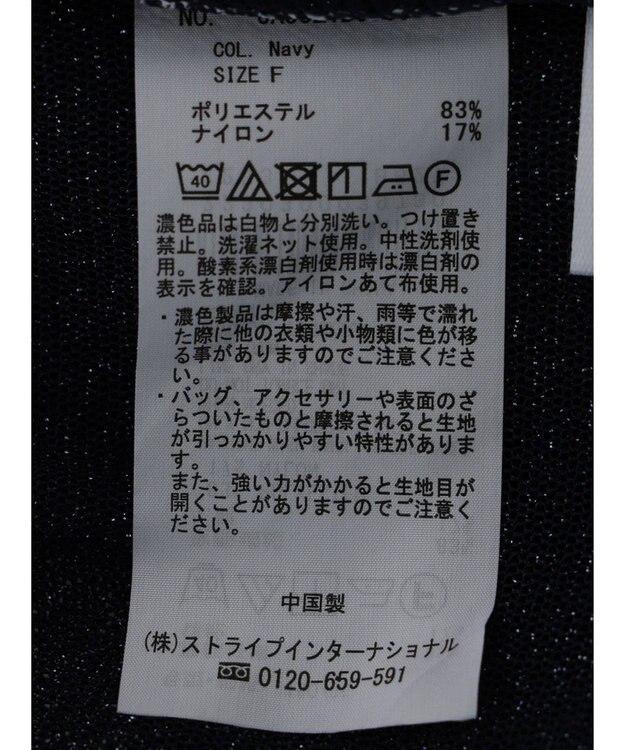 NO.
COL. Navy
SIZE F
ポリエステル 83%
ナイロン 17%
40 F
濃色品は白物と分別洗い。つけ置き
禁止。洗濯ネット使用。中性洗剤使
用。酸素系漂白剤使用時は漂白剤の
表示を確認。アイロンあて布使用。
・濃色製品は摩擦や汗、雨等で濡れ
た際に他の衣類や小物類に色が移
る事がありますのでご注意くださ
い。
・バッグ、アクセサリーや表面のざ
らついたものと摩擦されると生地
が引っかかりやすい特性がありま
す。
また、強い力がかかると生地目が
開くことがありますのでご注意く
ださい。
中国製
(株)ストライプインターナショナル
0120-659-591